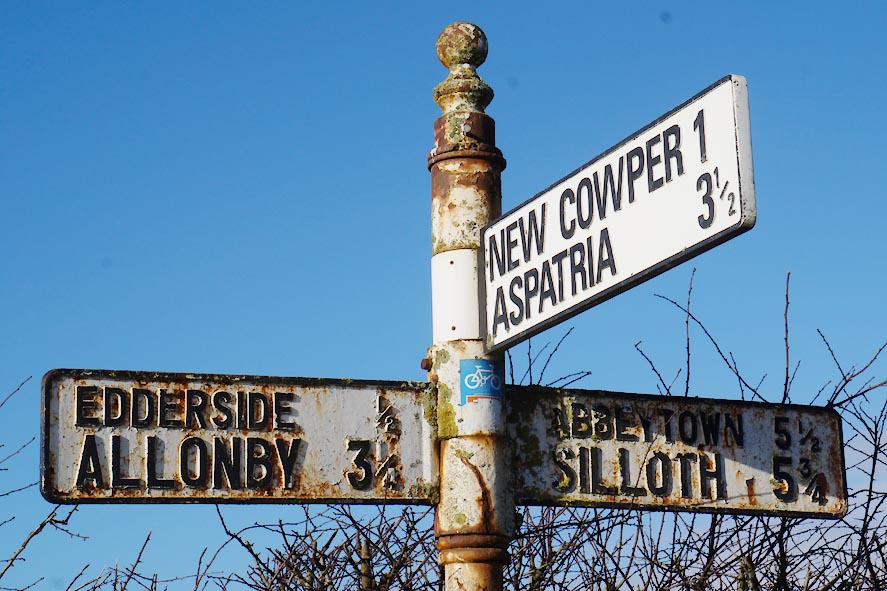 NEW COWPER 1
ASPATRIA 3½
EDDERSIDE ½
ALLONBY 3¼
ABBEYTOWN 5½
SILLOTH 5¾